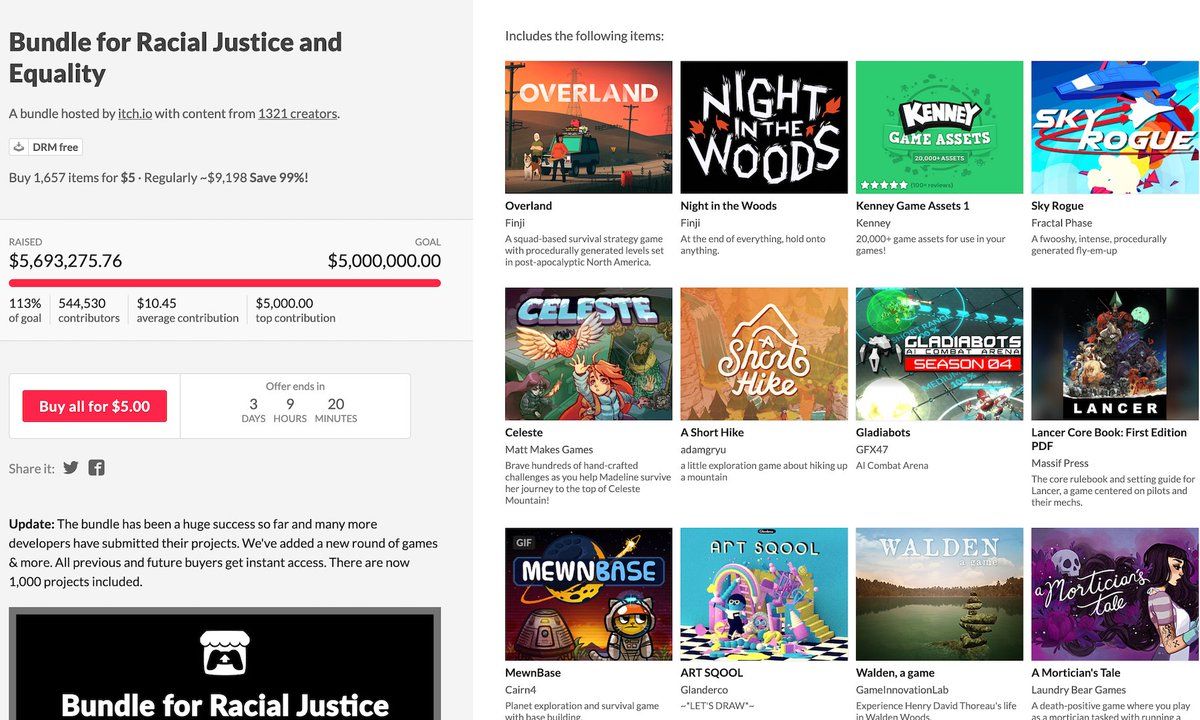 Bundle for Racial Justice and
Equality
A bundle hosted by itch.io with content from 1321 creators.
DRM free
Buy 1,657 items for $5 · Regularly ~$9,198 Save 99%!
RAISED
GOAL
$5,693,275.76
$5,000,000.00
113%
of goal
544,530
contributors
$10.45
average contribution
$5,000.00
top contribution
Buy all for $5.00
Offer ends in
3 9 20
DAYS HOURS MINUTES
Share it:
Update: The bundle has been a huge success so far and many more
developers have submitted their projects. We've added a new round of games
& more. All previous and future buyers get instant access. There are now
1,000 projects included.
Bundle for Racial Justice
Includes the following items:
OVERLAND
Overland
Finji
A squad-based survival strategy game
with procedurally generated levels set
in post-apocalyptic North America.
NIGHT
IN THE
WOODS
Night in the Woods
Finji
At the end of everything, hold onto
anything.
KENNEY
GAME ASSETS
20,000+ ASSETS
(100+ reviews)
Kenney Game Assets 1
Kenney
20,000+ game assets for use in your
games!
SKY
ROGUE
Sky Rogue
Fractal Phase
A fwooshy, intense, procedurally
generated fly-em-up
CELESTE
Celeste
Matt Makes Games
Brave hundreds of hand-crafted
challenges as you help Madeline survive
her journey to the top of Celeste
Mountain!
A
Short
Hike
A Short Hike
adamgryu
a little exploration game about hiking up
a mountain
GLADIABOTS
AI COMBAT ARENA
SEASON 04
Gladiabots
GFX47
AI Combat Arena
LANCER
Lancer Core Book: First Edition
PDF
Massif Press
The core rulebook and setting guide for
Lancer, a game centered on pilots and
their mechs.
GIF
MEWNBASE
MewnBase
Cairn4
Planet exploration and survival game
with base building.
ART SQOOL
ART SQOOL
Glanderco
~*LET'S DRAW*~
WALDEN
a game
Walden, a game
GameInnovationLab
Experience Henry David Thoreau's life
in Walden Woods.
a Mortician's
tale
A Mortician's Tale
Laundry Bear Games
A death-positive game where you play
as a mortician tasked with running a